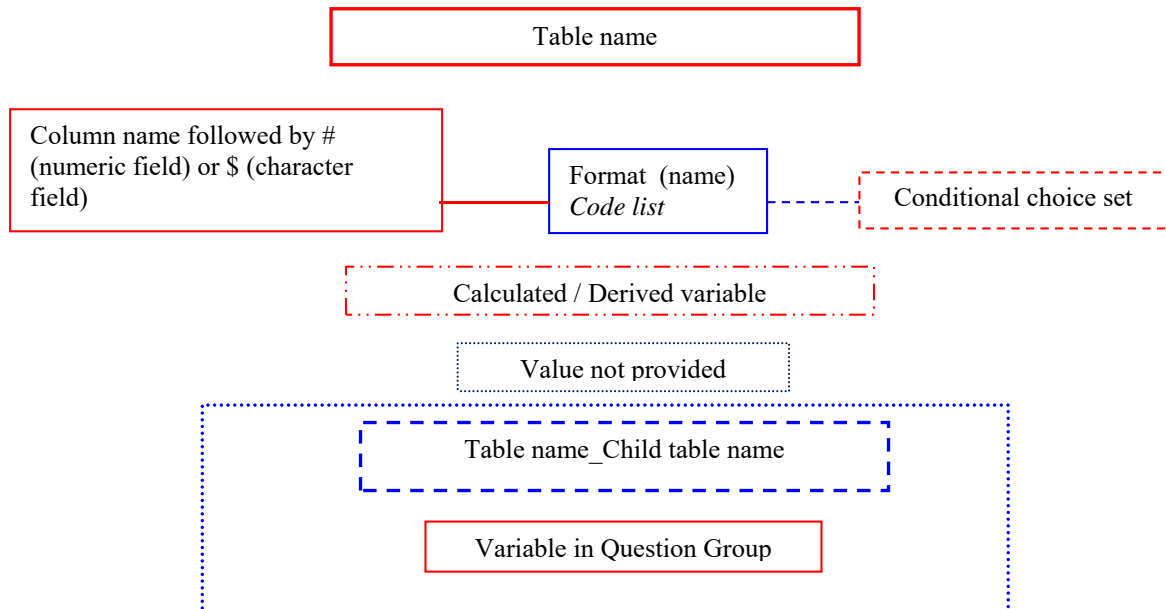 Table name
Column name followed by #
(numeric field) or $ (character
field)
Format  (name)
Code list
Conditional choice set
Calculated / Derived variable
Value not provided
Table name_Child table name
Variable in Question Group